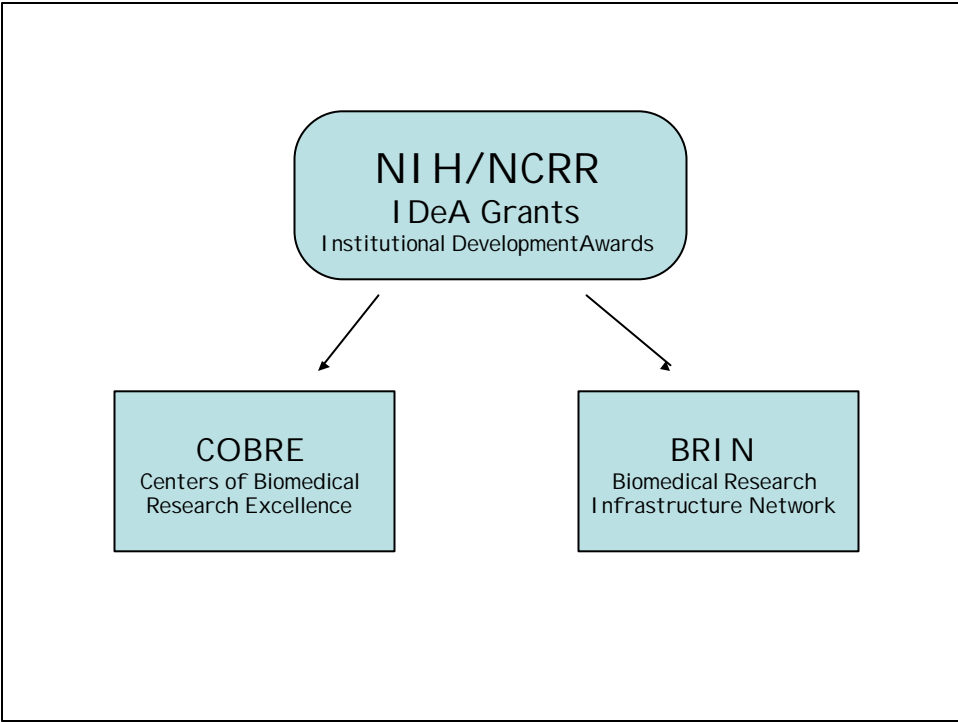 NIH/NCRR
IDeA Grants
Institutional DevelopmentAwards
COBRE
Centers of Biomedical
Research Excellence
BRIN
Biomedical Research
Infrastructure Network